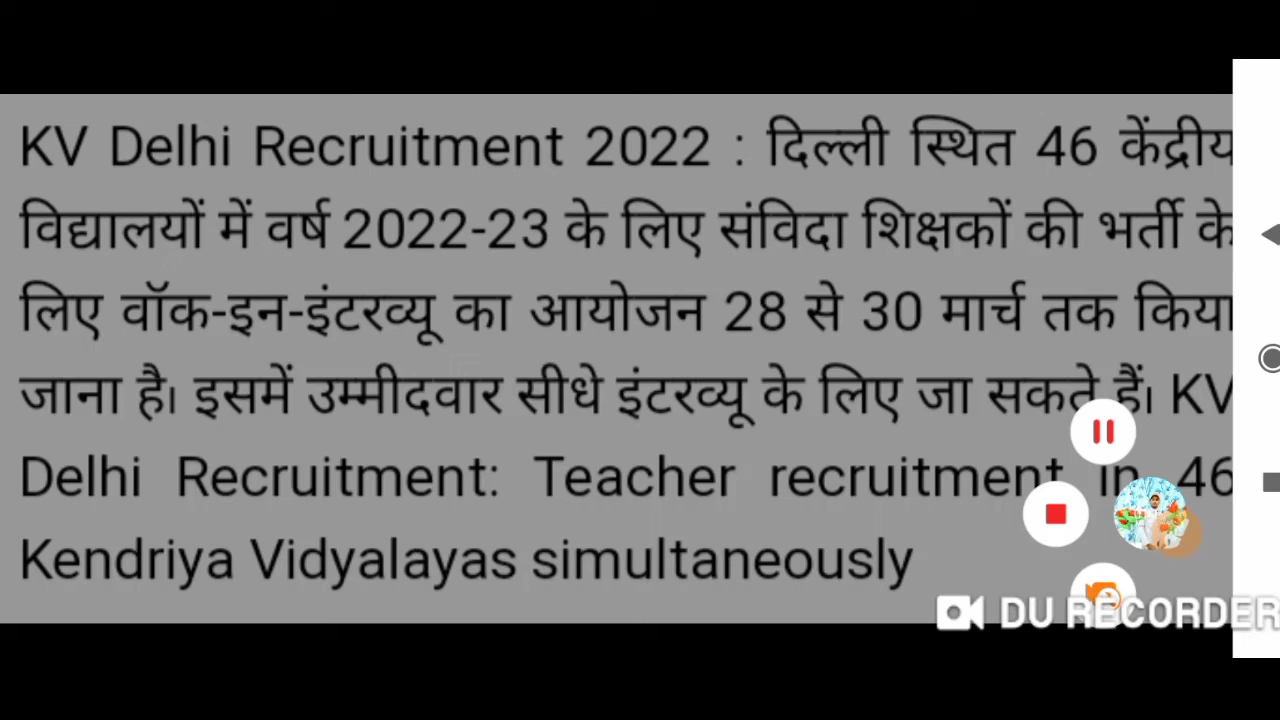 KV Delhi Recruitment 2022 : दिल्ली स्थित 46 केंद्रीय
विद्यालयों में वर्ष 2022-23 के लिए संविदा शिक्षकों की भर्ती के
लिए वॉक-इन-इंटरव्यू का आयोजन 28 से 30 मार्च तक किया
जाना है। इसमें उम्मीदवार सीधे इंटरव्यू के लिए जा सकते हैं। KV
Delhi Recruitment: Teacher recruitment in 46
Kendriya Vidyalayas simultaneously
DU RECORDER